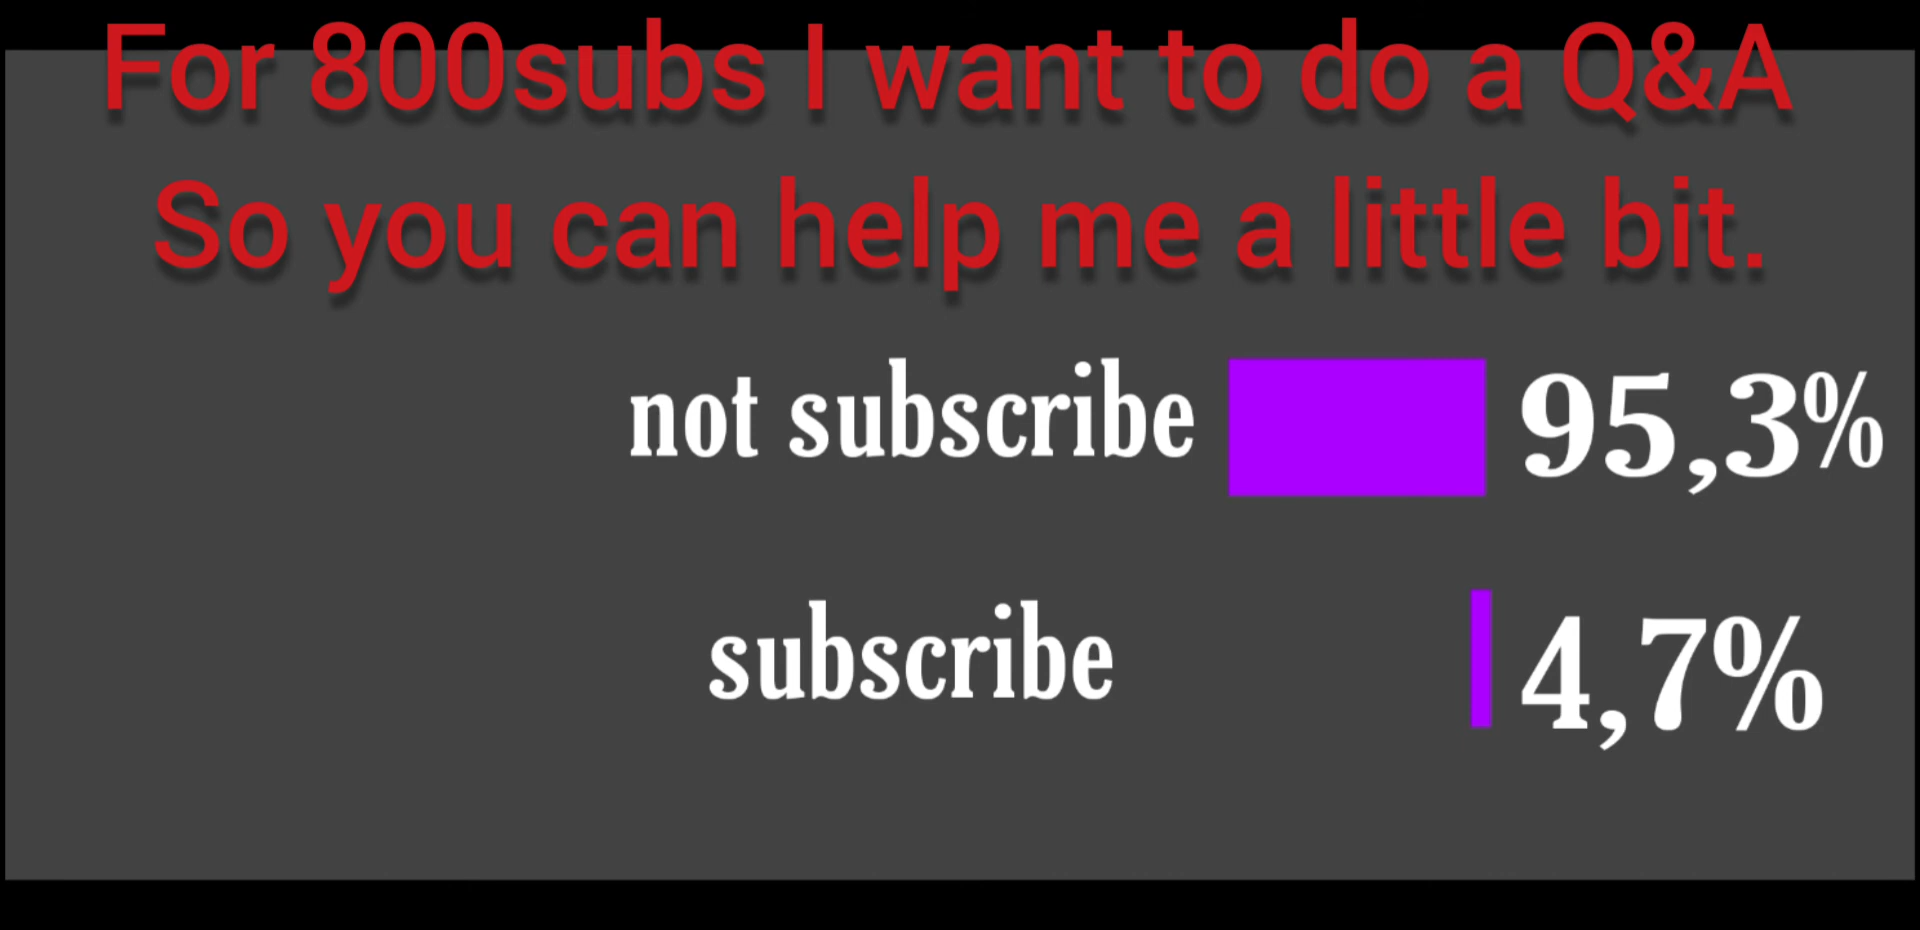 For 800subs I want to do a Q&A
So you can help me a little bit.
not subscribe 95,3%
subscribe 4,7%